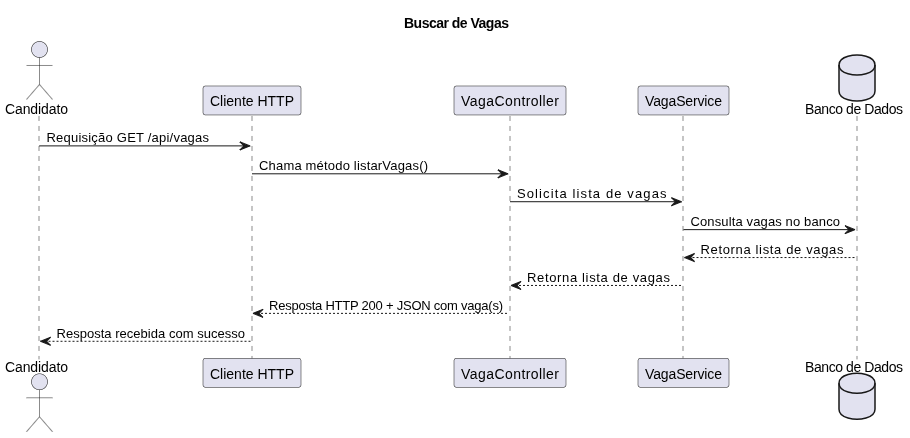 Buscar de Vagas
Candidato
Cliente HTTP
VagaController
VagaService
Banco de Dados
Requisição GET /api/vagas
Chama método listarVagas()
Solicita lista de vagas
Consulta vagas no banco
Retorna lista de vagas
Retorna lista de vagas
Resposta HTTP 200 + JSON com vaga(s)
Resposta recebida com sucesso
Candidato
Cliente HTTP
VagaController
VagaService
Banco de Dados